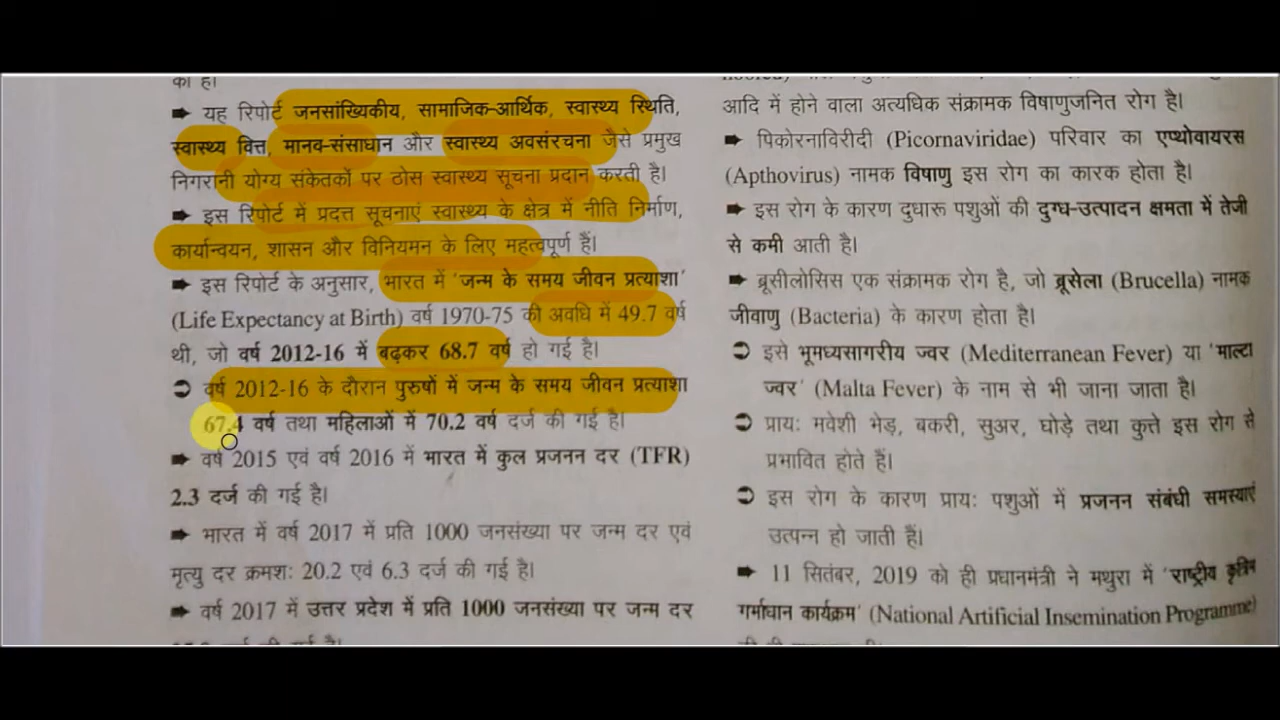 का है।
➡ यह रिपोर्ट जनसांख्यिकीय, सामाजिक-आर्थिक, स्वास्थ्य स्थिति,
स्वास्थ्य वित्त, मानव-संसाधान और स्वास्थ्य अवसंरचना जैसे प्रमुख
निगरानी योग्य संकेतकों पर ठोस स्वास्थ्य सूचना प्रदान करती है।
➡ इस रिपोर्ट में प्रदत्त सूचनाएं स्वास्थ्य के क्षेत्र में नीति निर्माण,
कार्यान्वयन, शासन और विनियमन के लिए महत्वपूर्ण हैं।
➡ इस रिपोर्ट के अनुसार, भारत में 'जन्म के समय जीवन प्रत्याशा'
(Life Expectancy at Birth) वर्ष 1970-75 की अवधि में 49.7 वर्ष
थी, जो वर्ष 2012-16 में बढ़कर 68.7 वर्ष हो गई है।
➲ वर्ष 2012-16 के दौरान पुरुषों में जन्म के समय जीवन प्रत्याशा
67.4 वर्ष तथा महिलाओं में 70.2 वर्ष दर्ज की गई है।
➡ वर्ष 2015 एवं वर्ष 2016 में भारत में कुल प्रजनन दर (TFR)
2.3 दर्ज की गई है।
➡ भारत में वर्ष 2017 में प्रति 1000 जनसंख्या पर जन्म दर एवं
मृत्यु दर क्रमशः 20.2 एवं 6.3 दर्ज की गई है।
➡ वर्ष 2017 में उत्तर प्रदेश में प्रति 1000 जनसंख्या पर जन्म दर
आदि में होने वाला अत्यधिक संक्रामक विषाणुजनित रोग है।
➡ पिकोरनाविरीदी (Picornaviridae) परिवार का एप्थोवायरस
(Apthovirus) नामक विषाणु इस रोग का कारक होता है।
➡ इस रोग के कारण दुधारू पशुओं की दुग्ध-उत्पादन क्षमता में तेजी
से कमी आती है।
➡ ब्रूसीलोसिस एक संक्रामक रोग है, जो ब्रूसेला (Brucella) नामक
जीवाणु (Bacteria) के कारण होता है।
➲ इसे भूमध्यसागरीय ज्वर (Mediterranean Fever) या 'माल्टा
ज्वर' (Malta Fever) के नाम से भी जाना जाता है।
➲ प्रायः मवेशी भेड़, बकरी, सुअर, घोड़े तथा कुत्ते इस रोग से
प्रभावित होते हैं।
➲ इस रोग के कारण प्रायः पशुओं में प्रजनन संबंधी समस्याएं
उत्पन्न हो जाती हैं।
➡ 11 सितंबर, 2019 को ही प्रधानमंत्री ने मथुरा में 'राष्ट्रीय कृत्रिम
गर्भाधान कार्यक्रम' (National Artificial Insemination Programme)